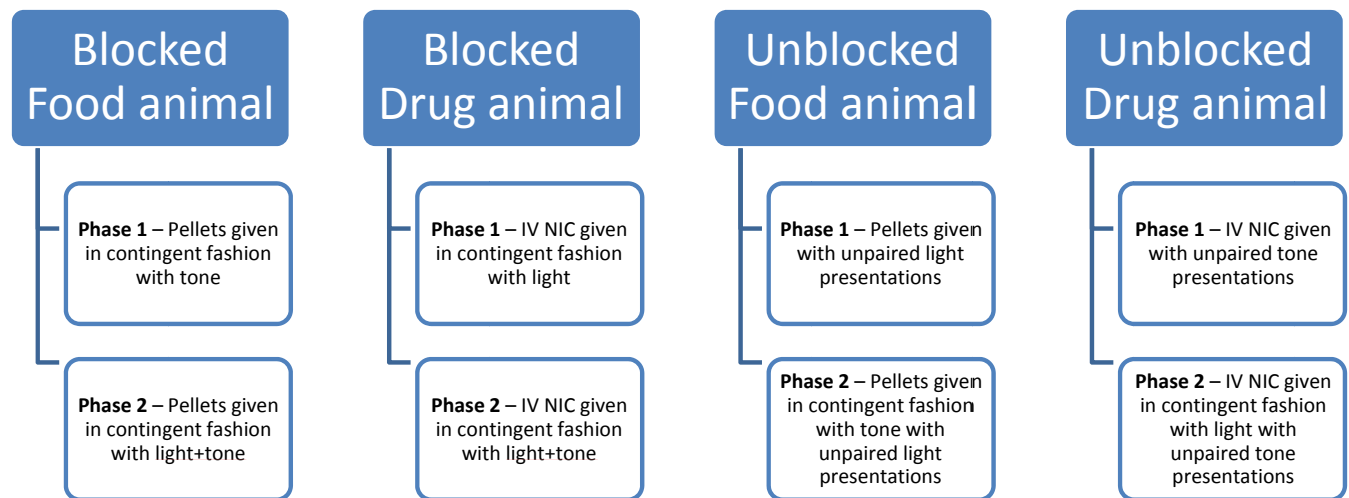 Blocked
Food animal
Phase 1 – Pellets given
in contingent fashion
with tone
Phase 2 – Pellets given
in contingent fashion
with light+tone
Blocked
Drug animal
Phase 1 – IV NIC given
in contingent fashion
with light
Phase 2 – IV NIC given
in contingent fashion
with light+tone
Unblocked
Food animal
Phase 1 – Pellets given
with unpaired light
presentations
Phase 2 – Pellets given
in contingent fashion
with tone with
unpaired light
presentations
Unblocked
Drug animal
Phase 1 – IV NIC given
with unpaired tone
presentations
Phase 2 – IV NIC given
in contingent fashion
with light with
unpaired tone
presentations